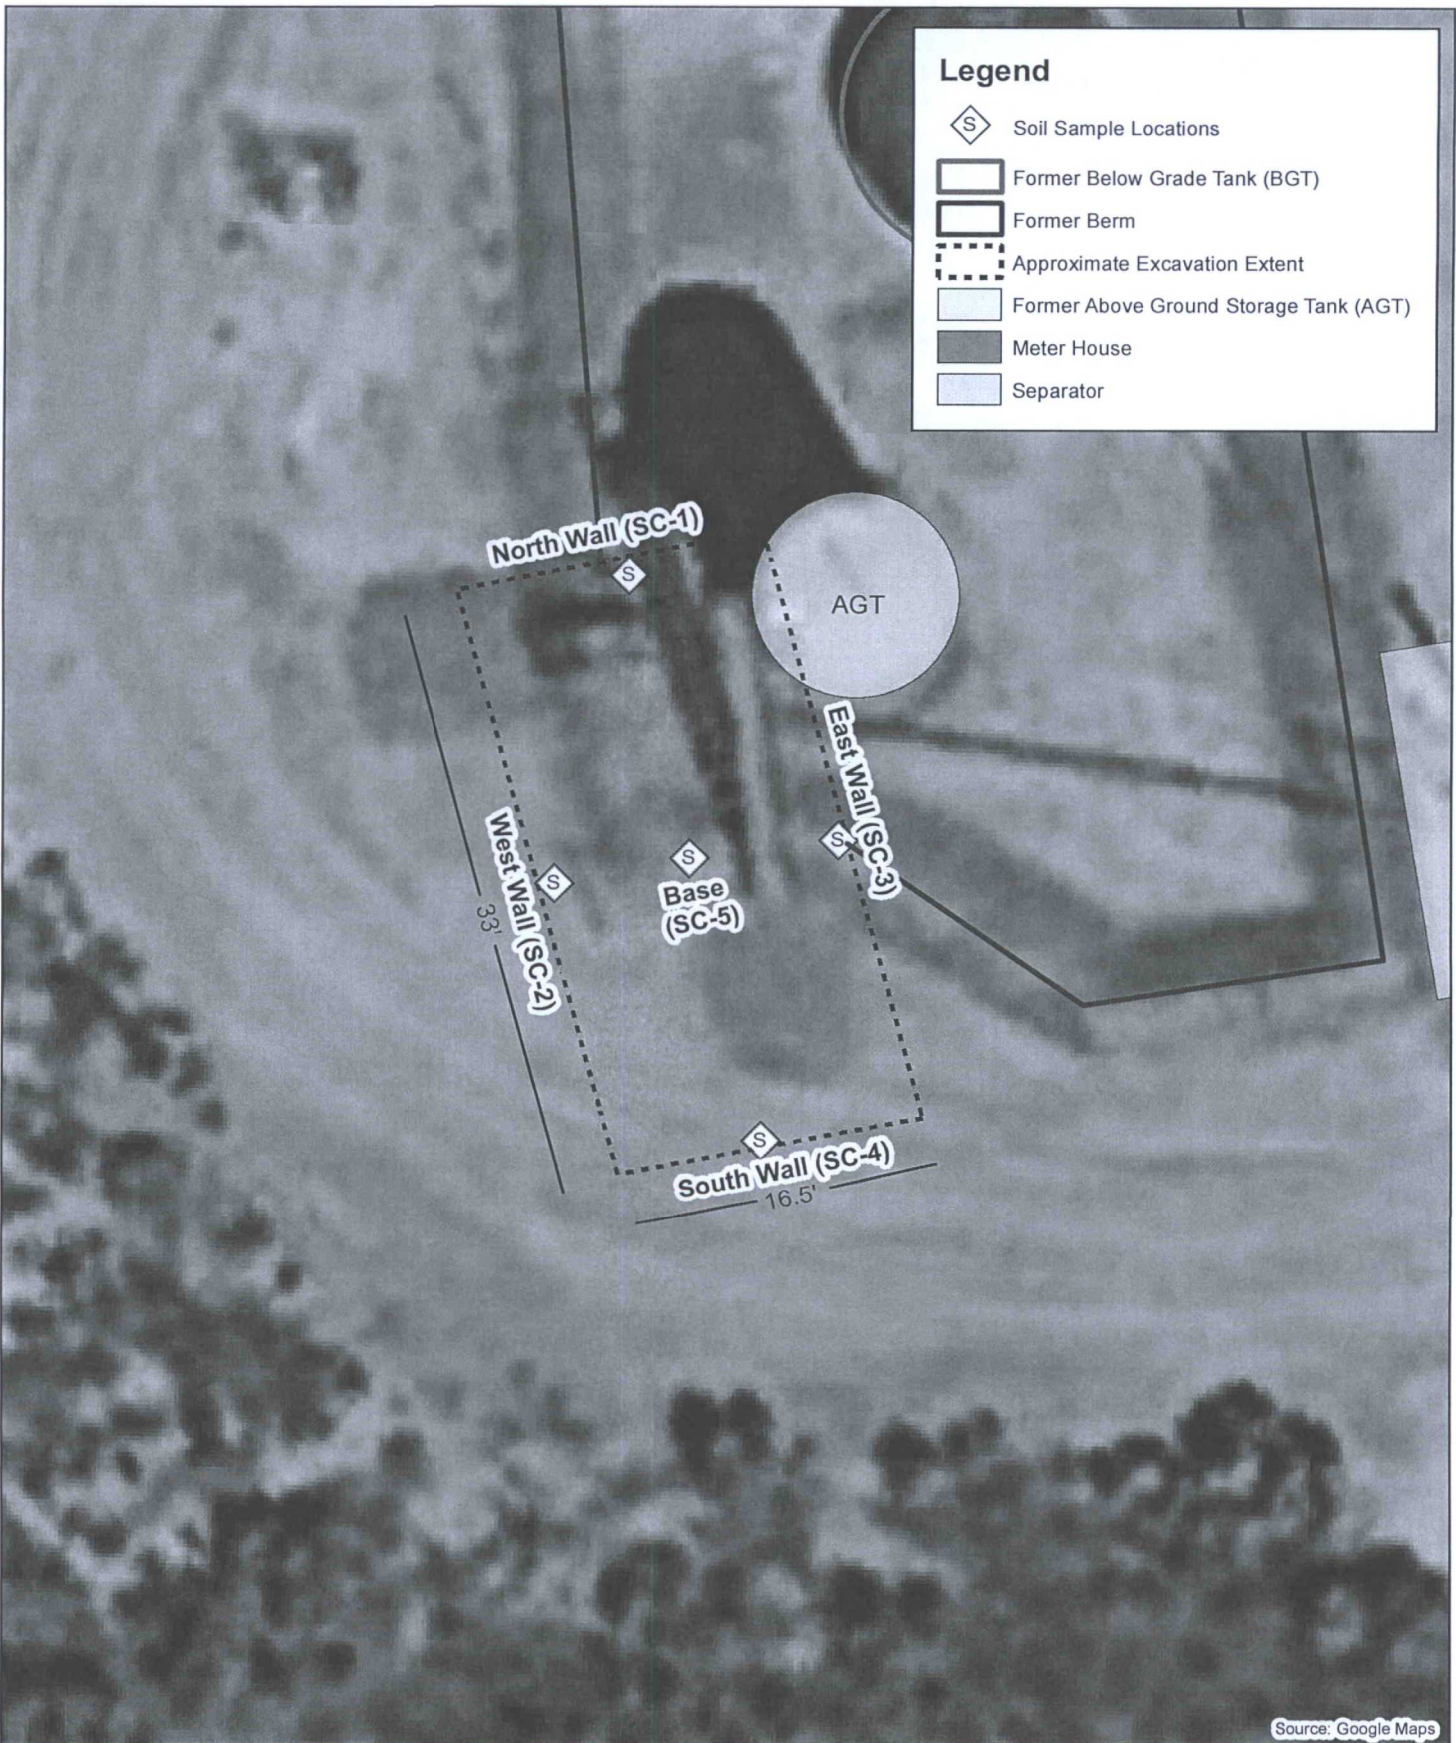 Legend
S Soil Sample Locations
Former Below Grade Tank (BGT)
Former Berm
Approximate Excavation Extent
Former Above Ground Storage Tank (AGT)
Meter House
Separator
North Wall (SC-1)
S
AGT
East Wall (SC-3)
S
West Wall (SC-2)
S
S
Base
(SC-5)
33'
S
South Wall (SC-4)
16.5'
Source: Google Maps